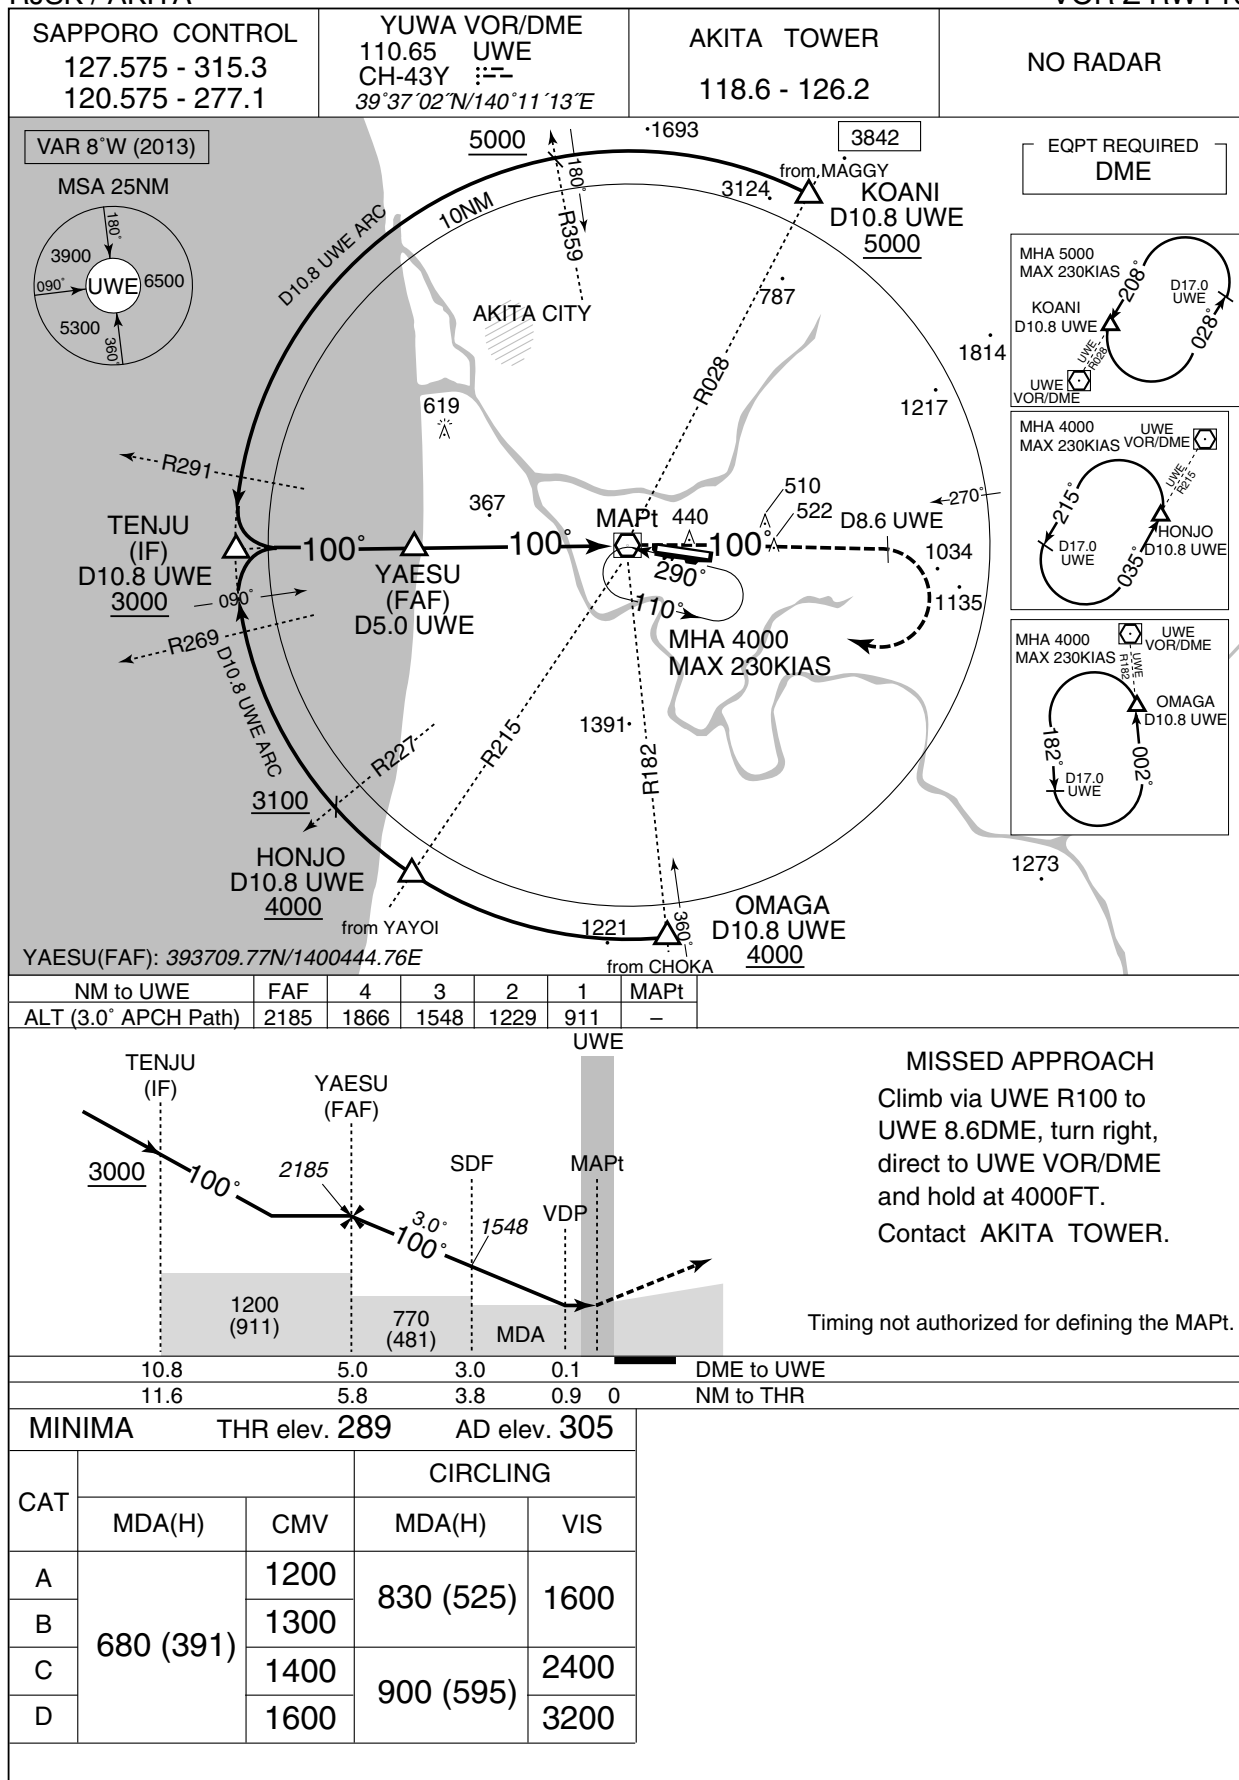 SAPPORO CONTROL
127.575 - 315.3
120.575 - 277.1
YUWA VOR/DME
110.65 UWE
CH-43Y
39°37´02˝N/140°11´13˝E
AKITA TOWER
118.6 - 126.2
NO RADAR
VAR 8°W (2013)
MSA 25NM
180°
3900
090°
UWE
6500
5300
360°
5000
180°
R359
1693
3842
from MAGGY
3124
KOANI
D10.8 UWE
5000
EQPT REQUIRED
DME
10NM
D10.8 UWE ARC
AKITA CITY
787
R028
1814
1217
619
R291
367
TENJU
(IF)
D10.8 UWE
3000
100°
YAESU
(FAF)
D5.0 UWE
100°
MAPt
440
510
522
100°
D8.6 UWE
270°
1034
1135
290°
110°
MHA 4000
MAX 230KIAS
090°
R269
D10.8 UWE ARC
R227
3100
R215
1391
R182
HONJO
D10.8 UWE
4000
from YAYOI
1221
360°
from CHOKA
OMAGA
D10.8 UWE
4000
1273
YAESU(FAF): 393709.77N/1400444.76E
MHA 5000
MAX 230KIAS
208°
D17.0
UWE
KOANI
D10.8 UWE
028°
UWE
R028
UWE
VOR/DME
MHA 4000
MAX 230KIAS
UWE
VOR/DME
UWE
R215
215°
HONJO
D10.8 UWE
D17.0
UWE
035°
MHA 4000
MAX 230KIAS
UWE
VOR/DME
UWE
R182
OMAGA
D10.8 UWE
182°
D17.0
UWE
002°
NM to UWE FAF 4 3 2 1 MAPt
ALT (3.0° APCH Path) 2185 1866 1548 1229 911 –
UWE
TENJU
(IF)
YAESU
(FAF)
3000
100°
2185
SDF
MAPt
VDP
3.0°
100°
1548
1200
(911)
770
(481)
MDA
MISSED APPROACH
Climb via UWE R100 to
UWE 8.6DME, turn right,
direct to UWE VOR/DME
and hold at 4000FT.
Contact AKITA TOWER.
Timing not authorized for defining the MAPt.
10.8 5.0 3.0 0.1 DME to UWE
11.6 5.8 3.8 0.9 0 NM to THR
MINIMA THR elev. 289 AD elev. 305
CAT
CIRCLING
MDA(H) CMV MDA(H) VIS
A 1200
830 (525) 1600
B 1300
680 (391)
C 1400 2400
900 (595)
D 1600 3200